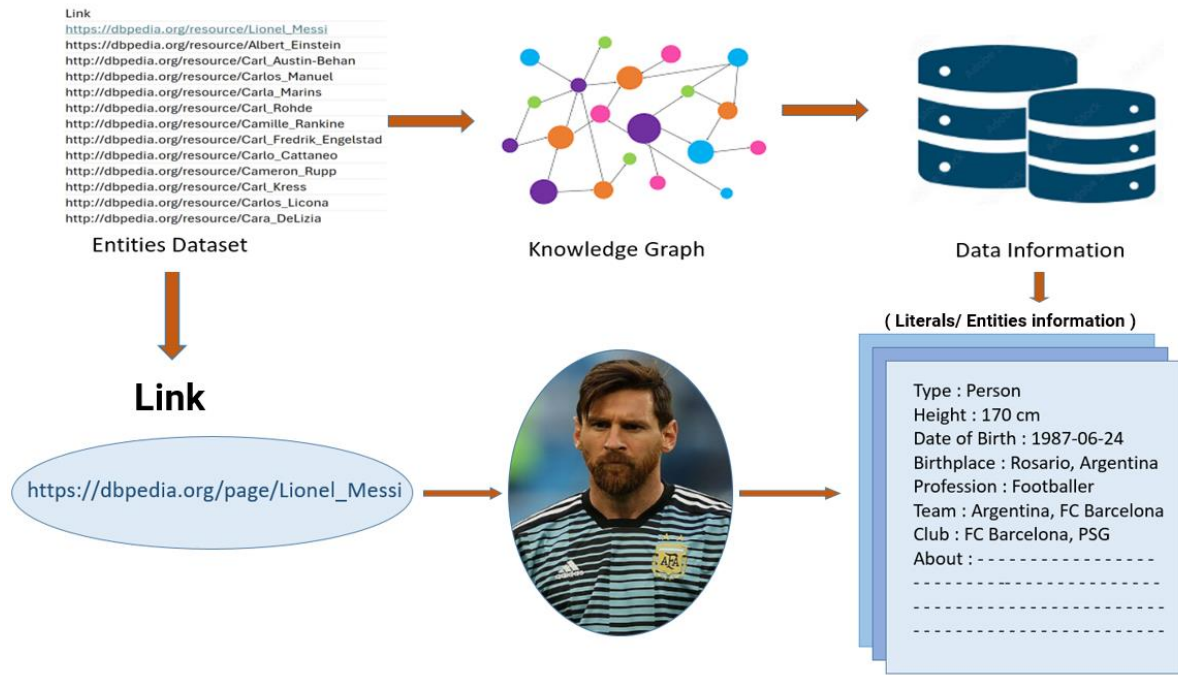 Link
https://dbpedia.org/resource/Lionel_Messi
http://dbpedia.org/resource/Albert_Einstein
http://dbpedia.org/resource/Carl_Austin-Behan
http://dbpedia.org/resource/Carlos_Manuel
http://dbpedia.org/resource/Carla_Marins
http://dbpedia.org/resource/Carl_Rohde
http://dbpedia.org/resource/Camille_Rankine
http://dbpedia.org/resource/Carl_Fredrik_Engelstad
http://dbpedia.org/resource/Carlo_Cattaneo
http://dbpedia.org/resource/Cameron_Rupp
http://dbpedia.org/resource/Carl_Kress
http://dbpedia.org/resource/Carlos_Licona
http://dbpedia.org/resource/Cara_DeLizia
Entities Dataset
Knowledge Graph
Adobe Stock
Data Information
Link
https://dbpedia.org/page/Lionel_Messi
adidas
AFA
( Literals/ Entities information )
Type : Person
Height : 170 cm
Date of Birth : 1987-06-24
Birthplace : Rosario, Argentina
Profession : Footballer
Team : Argentina, FC Barcelona
Club : FC Barcelona, PSG
About : - - - - - - - - - - - - - - - - - -
- - - - - - - - - - - - - - - - - - - - - - - - -
- - - - - - - - - - - - - - - - - - - - - - - - -
- - - - - - - - - - - - - - - - - - - - - - - - -